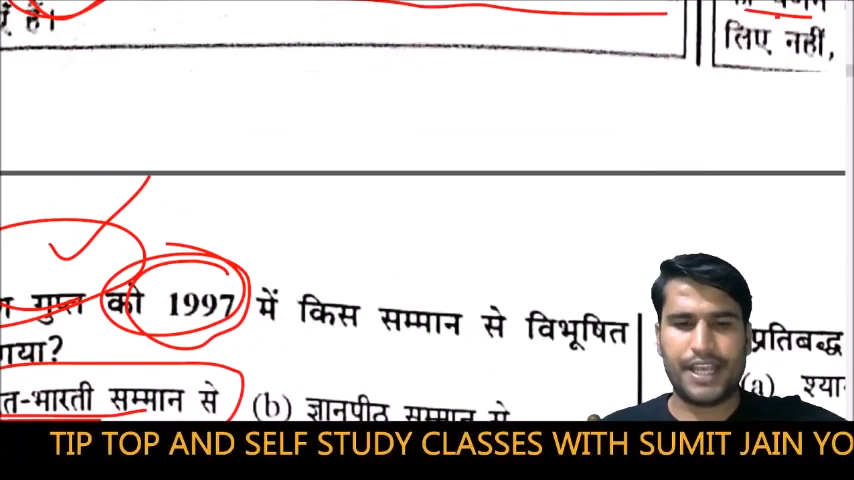 हैं।
लिए नहीं,
गुप्त को 1997 में किस सम्मान से विभूषित
गया?
त-भारती सम्मान से (b) ज्ञानपीठ सम्मान से
प्रतिबद्ध
(a) श्या
TIP TOP AND SELF STUDY CLASSES WITH SUMIT JAIN YO